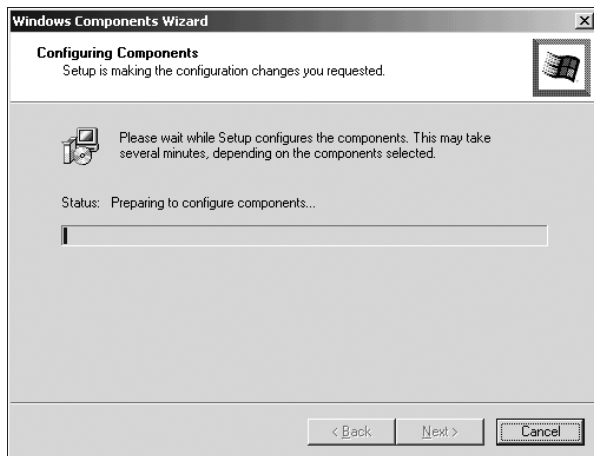 Windows Components Wizard
Configuring Components
Setup is making the configuration changes you requested.
Please wait while Setup configures the components. This may take
several minutes, depending on the components selected.
Status: Preparing to configure components...
< Back Next > Cancel